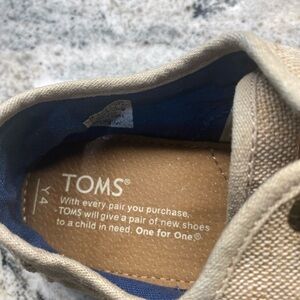 TOMS®
Y4
With every pair you purchase,
TOMS will give a pair of new shoes
to a child in need. One for One.®